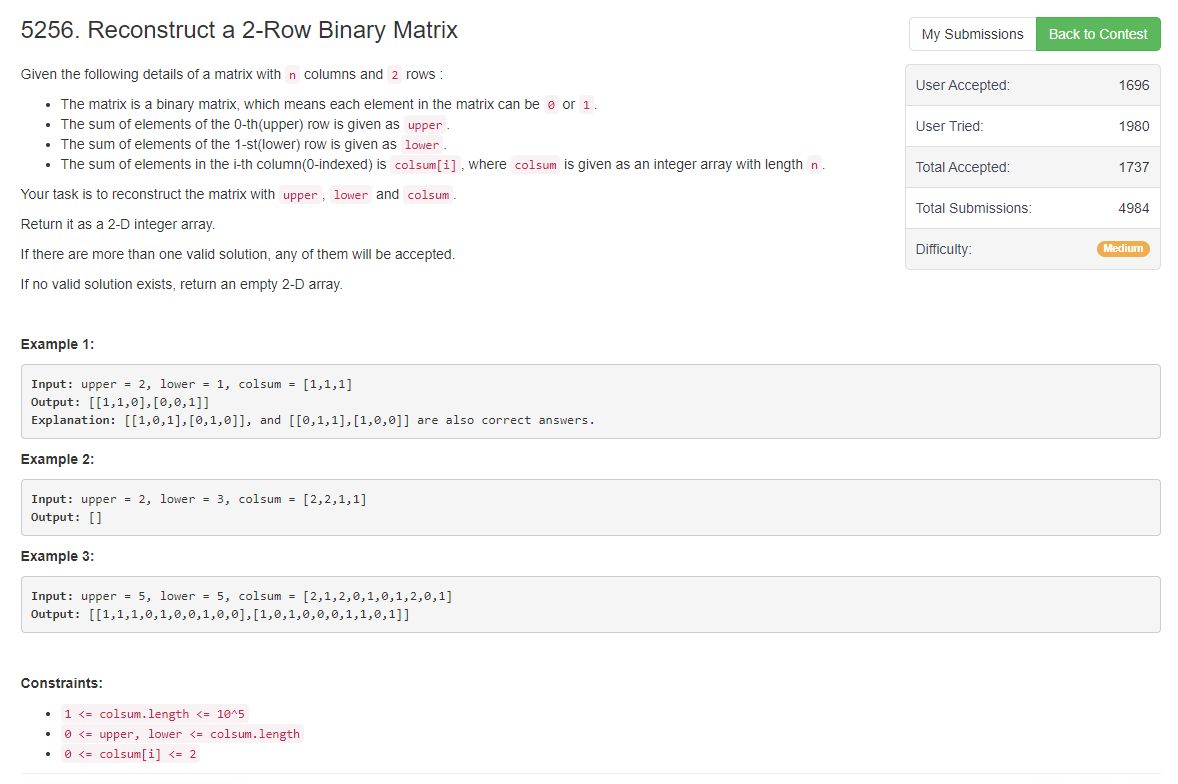 5256. Reconstruct a 2-Row Binary Matrix
My Submissions
Back to Contest
Given the following details of a matrix with n columns and 2 rows :
The matrix is a binary matrix, which means each element in the matrix can be 0 or 1.
The sum of elements of the 0-th(upper) row is given as upper.
The sum of elements of the 1-st(lower) row is given as lower.
The sum of elements in the i-th column(0-indexed) is colsum[i], where colsum is given as an integer array with length n.
Your task is to reconstruct the matrix with upper, lower and colsum.
Return it as a 2-D integer array.
If there are more than one valid solution, any of them will be accepted.
If no valid solution exists, return an empty 2-D array.
User Accepted: 1696
User Tried: 1980
Total Accepted: 1737
Total Submissions: 4984
Difficulty: Medium
Example 1:
Input: upper = 2, lower = 1, colsum = [1,1,1]
Output: [[1,1,0],[0,0,1]]
Explanation: [[1,0,1],[0,1,0]], and [[0,1,1],[1,0,0]] are also correct answers.
Example 2:
Input: upper = 2, lower = 3, colsum = [2,2,1,1]
Output: []
Example 3:
Input: upper = 5, lower = 5, colsum = [2,1,2,0,1,0,1,2,0,1]
Output: [[1,1,1,0,1,0,0,1,0,0],[1,0,1,0,0,0,1,1,0,1]]
Constraints:
1 <= colsum.length <= 10^5
0 <= upper, lower <= colsum.length
0 <= colsum[i] <= 2